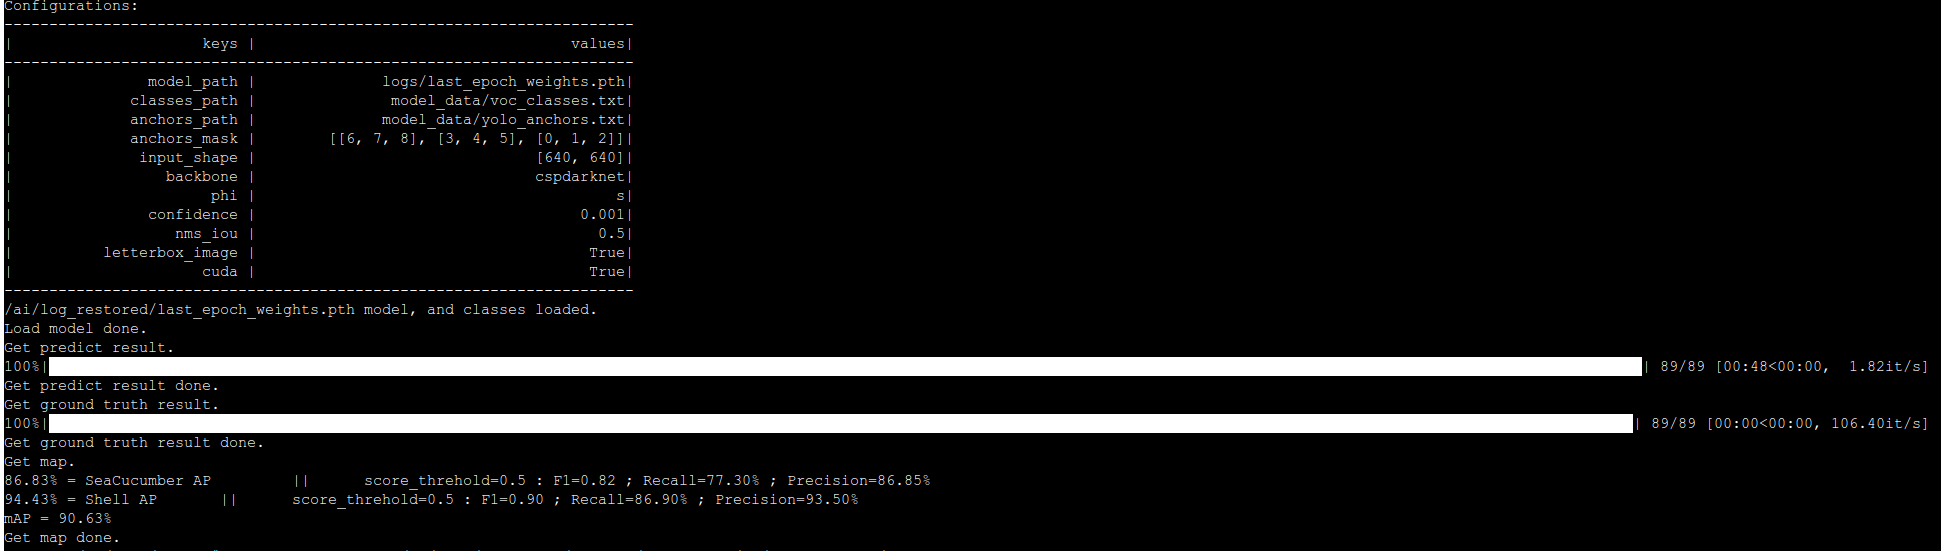 Configurations:
----------------------------------------------------------------------
|                     keys |                                   values|
----------------------------------------------------------------------
|               model_path |              logs/last_epoch_weights.pth|
|             classes_path |               model_data/voc_classes.txt|
|             anchors_path |              model_data/yolo_anchors.txt|
|             anchors_mask |        [[6, 7, 8], [3, 4, 5], [0, 1, 2]]|
|              input_shape |                               [640, 640]|
|                 backbone |                               cspdarknet|
|                      phi |                                        s|
|               confidence |                                    0.001|
|                  nms_iou |                                      0.5|
|          letterbox_image |                                     True|
|                     cuda |                                     True|
----------------------------------------------------------------------
/ai/log_restored/last_epoch_weights.pth model, and classes loaded.
Load model done.
Get predict result.
100%| | 89/89 [00:48<00:00,  1.82it/s]
Get predict result done.
Get ground truth result.
100%| | 89/89 [00:00<00:00, 106.40it/s]
Get ground truth result done.
Get map.
86.83% = SeaCucumber AP         ||      score_threhold=0.5 : F1=0.82 ; Recall=77.30% ; Precision=86.85%
94.43% = Shell AP       ||      score_threhold=0.5 : F1=0.90 ; Recall=86.90% ; Precision=93.50%
mAP = 90.63%
Get map done.